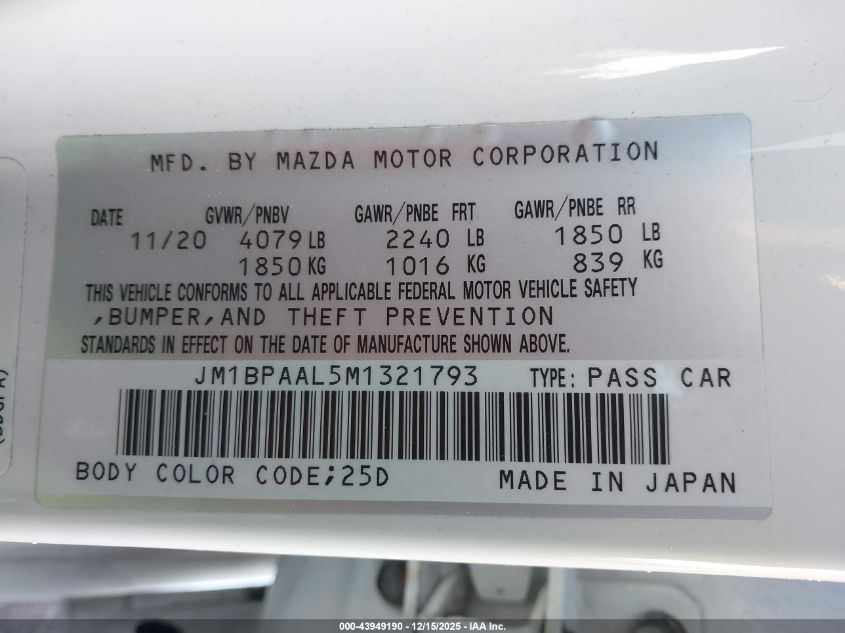 MFD. BY MAZDA MOTOR CORPORATION
DATE GVWR/PNBV GAWR/PNBE FRT GAWR/PNBE RR
11/20 4079 LB 2240 LB 1850 LB
1850 KG 1016 KG 839 KG
THIS VEHICLE CONFORMS TO ALL APPLICABLE FEDERAL MOTOR VEHICLE SAFETY
,BUMPER,AND THEFT PREVENTION
STANDARDS IN EFFECT ON THE DATE OF MANUFACTURE SHOWN ABOVE.
JM1BPAAL5M1321793 TYPE: PASS CAR
BODY COLOR CODE;25D MADE IN JAPAN
000-43949190 - 12/15/2025 - IAA Inc.